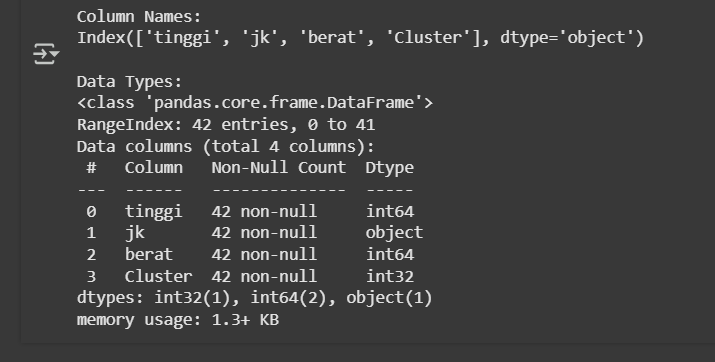 Column Names:
Index(['tinggi', 'jk', 'berat', 'Cluster'], dtype='object')
Data Types:
<class 'pandas.core.frame.DataFrame'>
RangeIndex: 42 entries, 0 to 41
Data columns (total 4 columns):
 #   Column   Non-Null Count  Dtype
---  ------   --------------  -----
 0   tinggi   42 non-null     int64
 1   jk       42 non-null     object
 2   berat    42 non-null     int64
 3   Cluster  42 non-null     int32
dtypes: int32(1), int64(2), object(1)
memory usage: 1.3+ KB